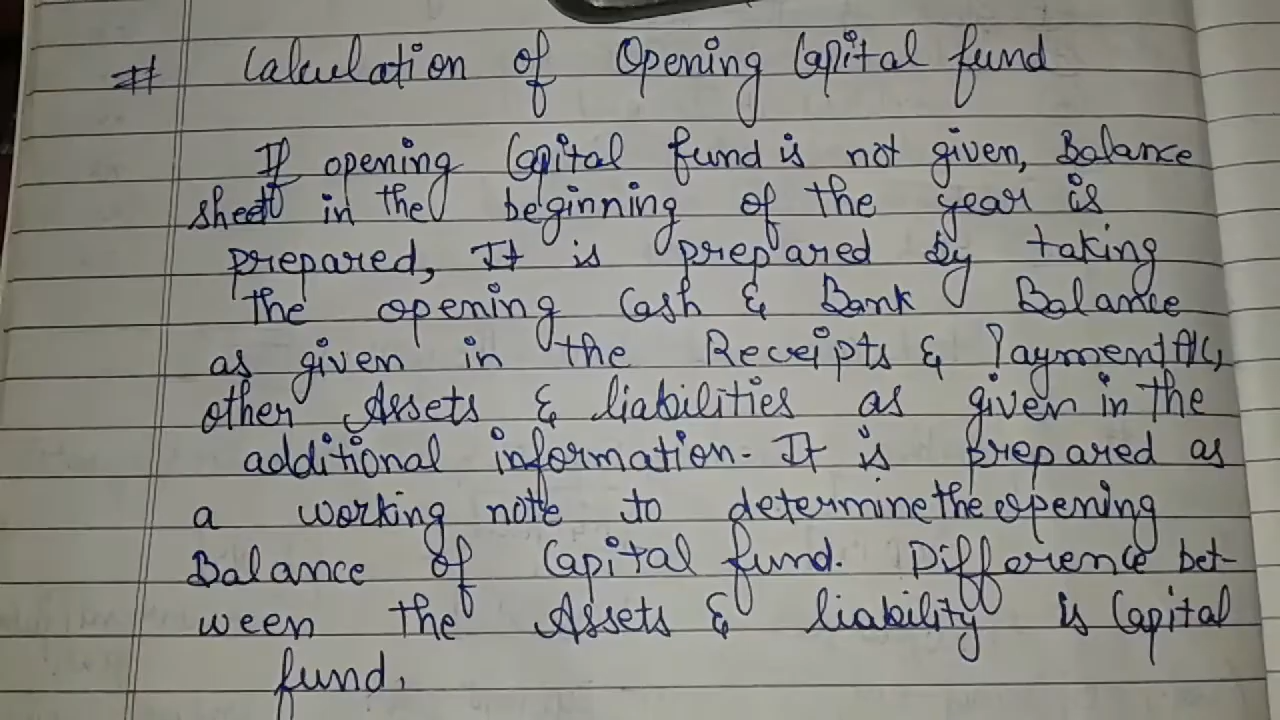 # Calculation of Opening Capital fund
If opening Capital fund is not given, Balance
sheet in the beginning of the year is
prepared, It is prepared by taking
the opening Cash & Bank Balance
as given in the Receipts & Payment A/c,
other Assets & liabilities as given in the
additional information. It is prepared as
a working note to determine the opening
Balance of Capital fund. Difference bet-
ween the Assets & liability is Capital
fund.